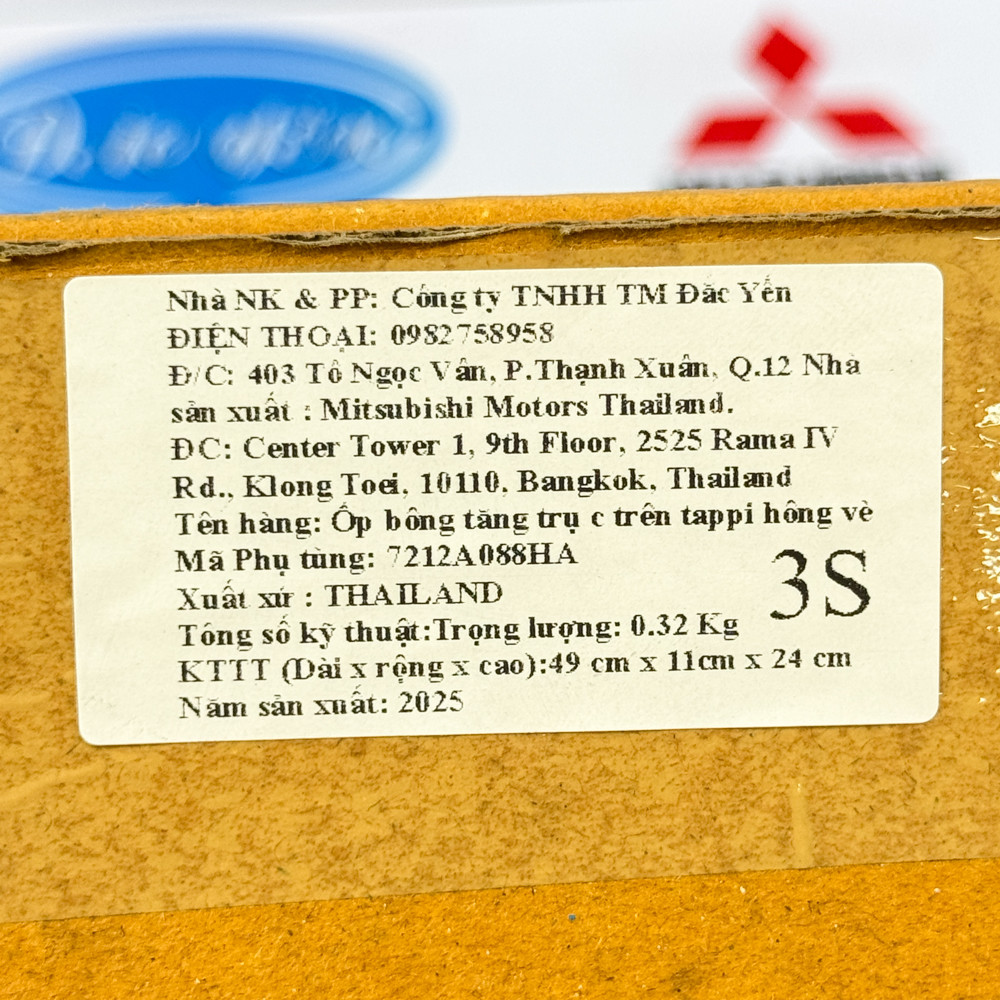 Nhà NK & PP: Công ty TNHH TM Đắc Yến
ĐIỆN THOẠI: 0982758958
Đ/C: 403 Tô Ngọc Vân, P.Thạnh Xuân, Q.12 Nhà
sản xuất : Mitsubishi Motors Thailand.
ĐC: Center Tower 1, 9th Floor, 2525 Rama IV
Rd., Klong Toei, 10110, Bangkok, Thailand
Tên hàng: Ốp bông tăng trụ c trên tappi hông vè
Mã Phụ tùng: 7212A088HA
3S
Xuất xứ : THAILAND
Tông số kỹ thuật:Trọng lượng: 0.32 Kg
KTTT (Dài x rộng x cao):49 cm x 11cm x 24 cm
Năm sản xuất: 2025